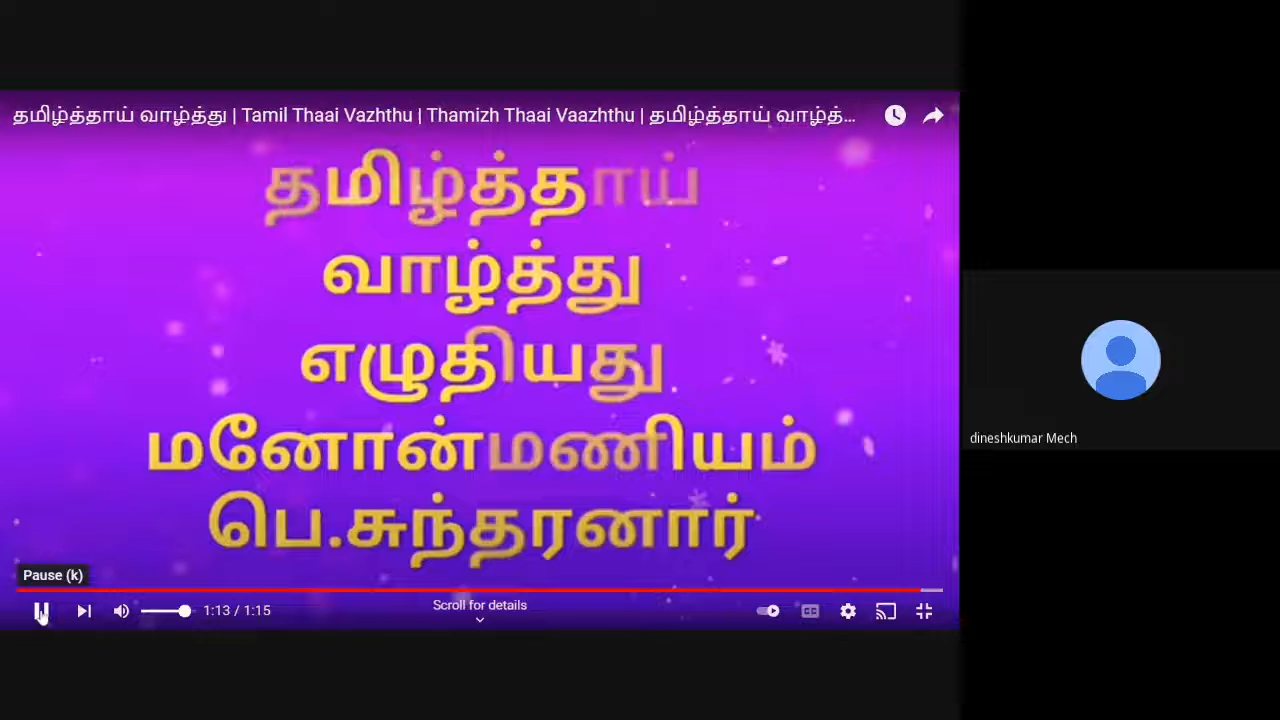 தமிழ்த்தாய் வாழ்த்து | Tamil Thaai Vazhthu | Thamizh Thaai Vaazhthu | தமிழ்த்தாய் வாழ்த்...
தமிழ்த்தாய்
வாழ்த்து
எழுதியது
மனோன்மணியம்
பெ.சுந்தரனார்
Pause (k)
1:13 / 1:15
Scroll for details
CC
dineshkumar Mech